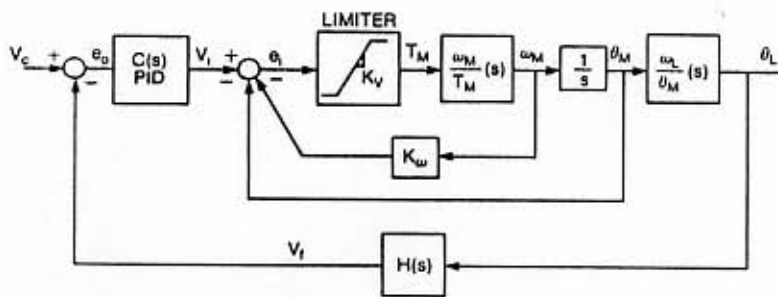 LIMITER
V_c + e_o C(s) V_i + e_i K_v T_M ω_M ω_M 1 θ_M ω_L θ_L
PID T_M (s) s θ_M (s)
− − −
K_ω
V_f H(s)